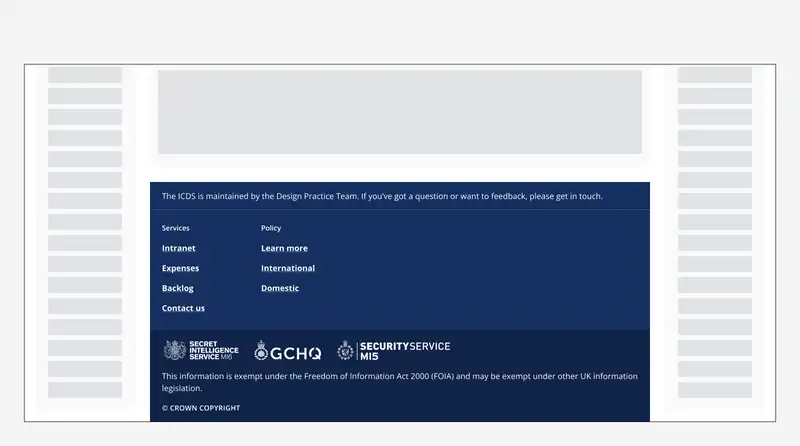 The ICDS is maintained by the Design Practice Team. If you've got a question or want to feedback, please get in touch.
Services
Intranet
Expenses
Backlog
Contact us
Policy
Learn more
International
Domestic
SECRET
INTELLIGENCE
SERVICE MI6
GCHQ
SECURITY SERVICE
MI5
This information is exempt under the Freedom of Information Act 2000 (FOIA) and may be exempt under other UK information
legislation.
© CROWN COPYRIGHT